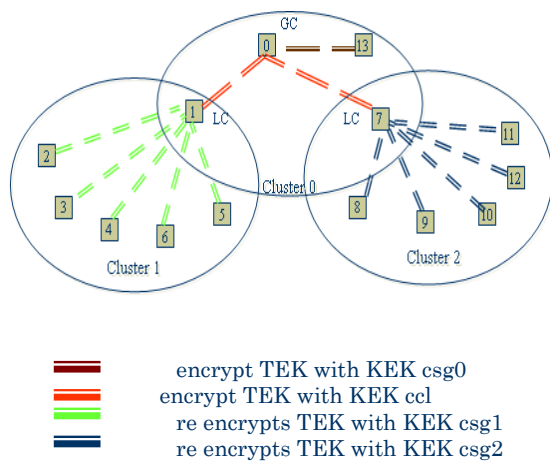 GC
0
13
1
LC
LC
7
2
11
12
3
4
6
5
Cluster 0
8
9
10
Cluster 1
Cluster 2
encrypt TEK with KEK csg0
encrypt TEK with KEK ccl
re encrypts TEK with KEK csg1
re encrypts TEK with KEK csg2